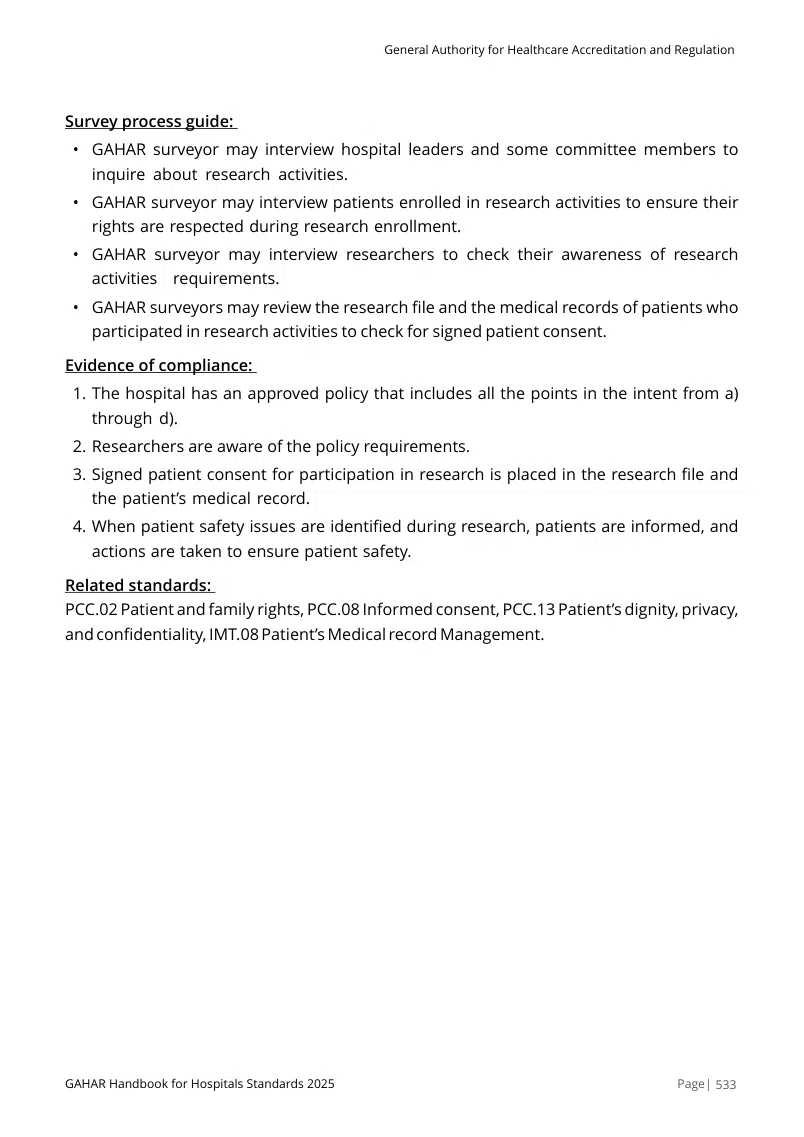 General Authority for Healthcare Accreditation and Regulation
Survey process guide:
• GAHAR surveyor may interview hospital leaders and some committee members to
inquire about research activities.
• GAHAR surveyor may interview patients enrolled in research activities to ensure their
rights are respected during research enrollment.
• GAHAR surveyor may interview researchers to check their awareness of research
activities requirements.
• GAHAR surveyors may review the research file and the medical records of patients who
participated in research activities to check for signed patient consent.
Evidence of compliance:
1. The hospital has an approved policy that includes all the points in the intent from a)
through d).
2. Researchers are aware of the policy requirements.
3. Signed patient consent for participation in research is placed in the research file and
the patient’s medical record.
4. When patient safety issues are identified during research, patients are informed, and
actions are taken to ensure patient safety.
Related standards:
PCC.02 Patient and family rights, PCC.08 Informed consent, PCC.13 Patient’s dignity, privacy,
and confidentiality, IMT.08 Patient’s Medical record Management.
GAHAR Handbook for Hospitals Standards 2025
Page| 533